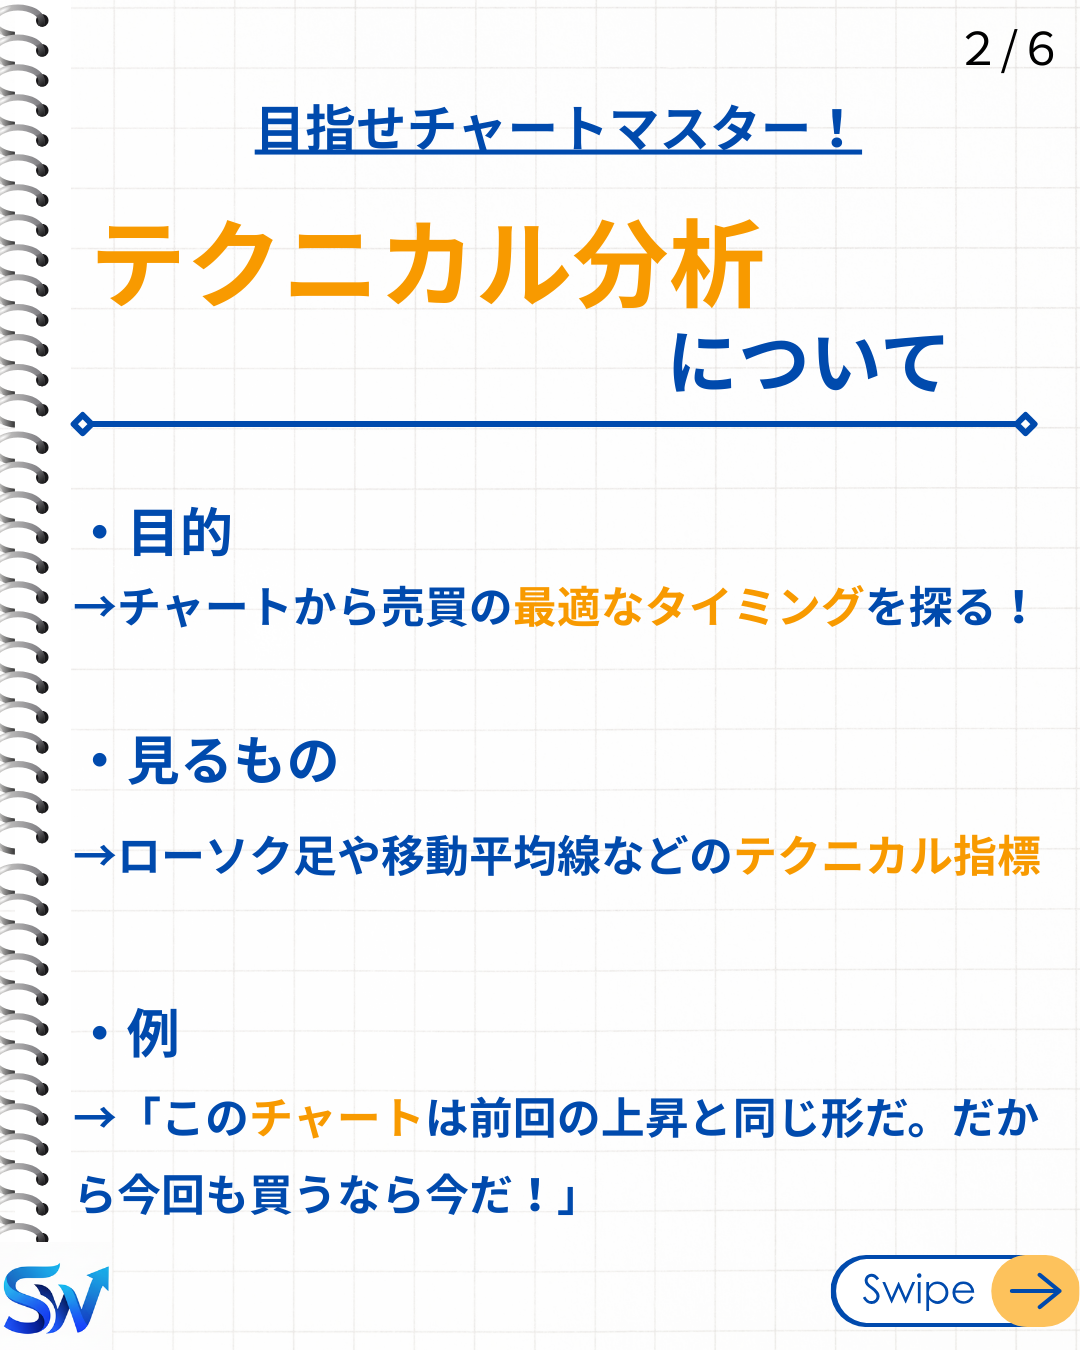 2 / 6
目指せチャートマスター！
テクニカル分析
について
・目的
→チャートから売買の最適なタイミングを探る！
・見るもの
→ローソク足や移動平均線などのテクニカル指標
・例
→「このチャートは前回の上昇と同じ形だ。だか
ら今回も買うなら今だ！」
SW
Swipe